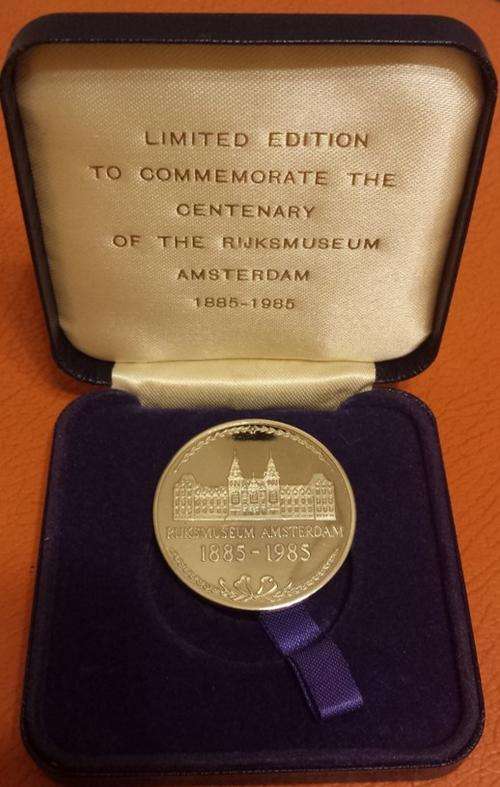 LIMITED EDITION
TO COMMEMORATE THE
CENTENARY
OF THE RIJKSMUSEUM
AMSTERDAM
1885-1985
RIJKSMUSEUM AMSTERDAM
1885-1985